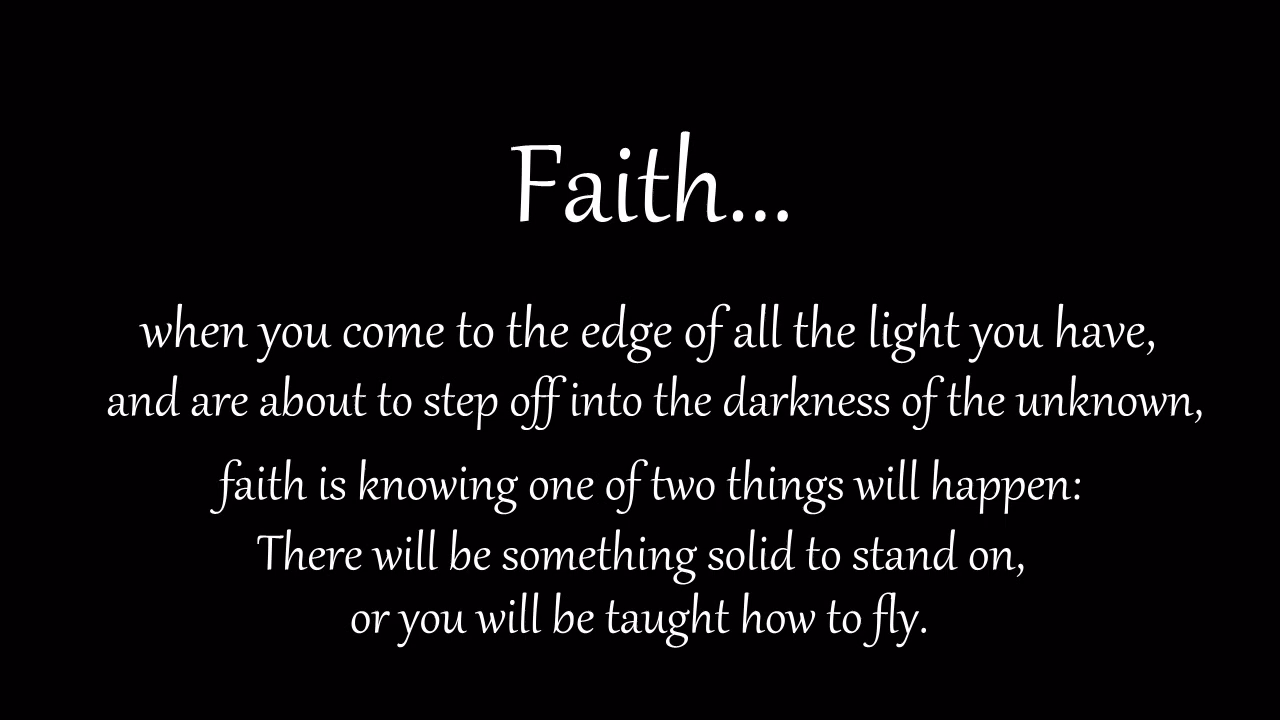 Faith...
when you come to the edge of all the light you have,
and are about to step off into the darkness of the unknown,
faith is knowing one of two things will happen:
There will be something solid to stand on,
or you will be taught how to fly.